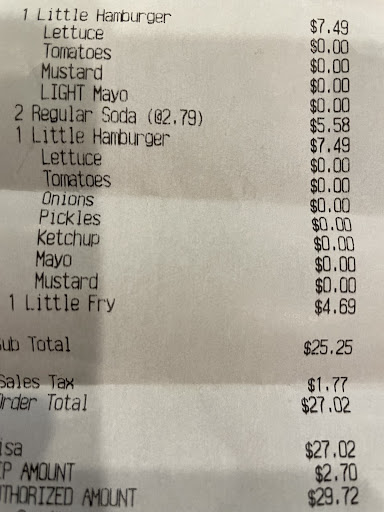 1 Little Hamburger $7.49
Lettuce $0.00
Tomatoes $0.00
Mustard $0.00
LIGHT Mayo $0.00
2 Regular Soda (@2.79) $5.58
1 Little Hamburger $7.49
Lettuce $0.00
Tomatoes $0.00
Onions $0.00
Pickles $0.00
Ketchup $0.00
Mayo $0.00
Mustard $0.00
1 Little Fry $4.69
ub Total $25.25
Sales Tax $1.77
rder Total $27.02
isa $27.02
IP AMOUNT $2.70
THORIZED AMOUNT $29.72